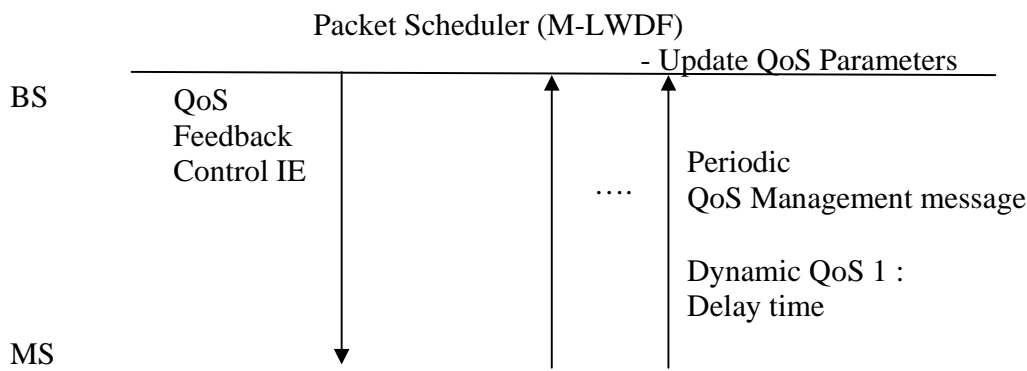 Packet Scheduler (M-LWDF)
- Update QoS Parameters
BS
QoS
Feedback
Control IE
....
Periodic
QoS Management message
Dynamic QoS 1 :
Delay time
MS